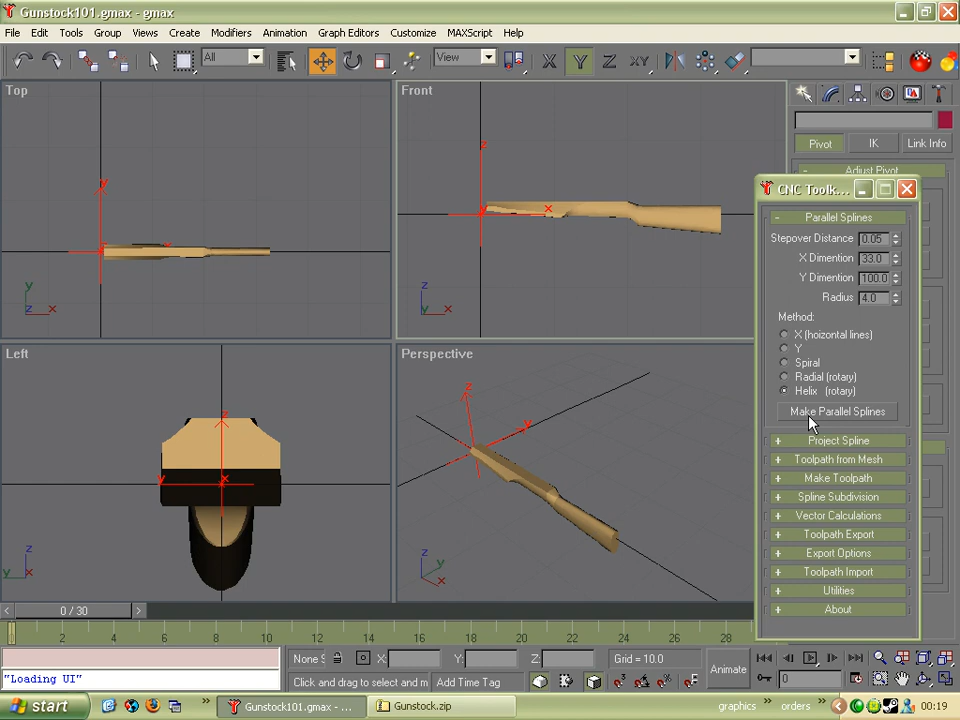 Gunstock101.gmax - gmax
File Edit Tools Group Views Create Modifiers Animation Graph Editors Customize MAXScript Help
All
View
X Y Z XY
Top
Front
Left
Perspective
y
x
z
x
y
z
x
z
x
z
x
y
z
y x
z
y
x
z
y
x
Pivot IK Link Info
Adjust Pivot
CNC Toolk...
- Parallel Splines
Stepover Distance 0.05
X Dimention 33.0
Y Dimention 100.0
Radius 4.0
Method:
X (hoizontal lines)
Y
Spiral
Radial (rotary)
Helix (rotary)
Make Parallel Splines
+ Project Spline
+ Toolpath from Mesh
+ Make Toolpath
+ Spline Subdivision
+ Vector Calculations
+ Toolpath Export
+ Export Options
+ Toolpath Import
+ Utilities
+ About
< 0 / 30 >
2 4 6 8 10 12 14 16 18 20 22 24 26 28
None S X: Y: Z: Grid = 10.0
Animate
"Loading UI"
Click and drag to select and m Add Time Tag
0
start
» Gunstock101.gmax - ... Gunstock.zip graphics » orders » 00:19